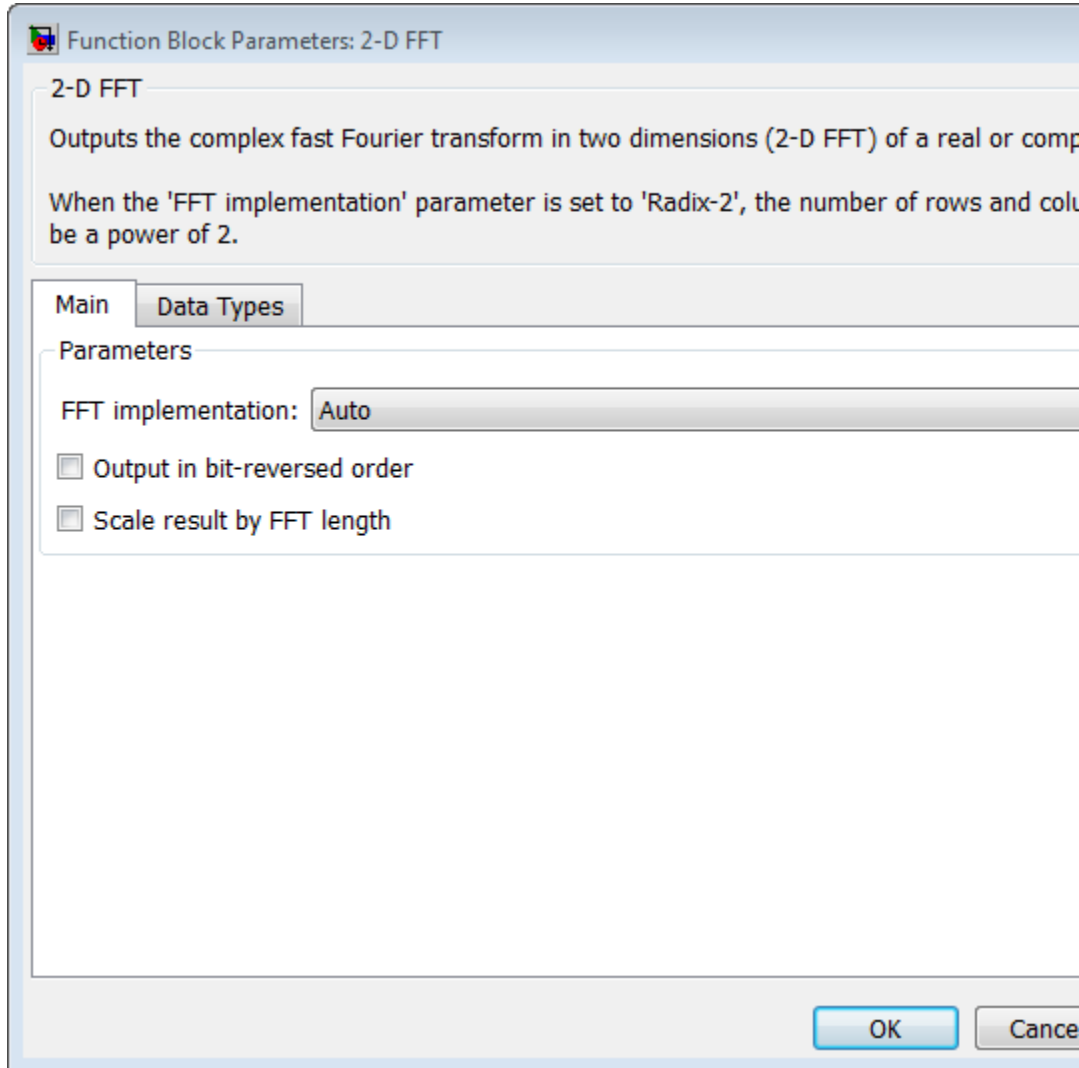 Function Block Parameters: 2-D FFT
2-D FFT
Outputs the complex fast Fourier transform in two dimensions (2-D FFT) of a real or comp
When the 'FFT implementation' parameter is set to 'Radix-2', the number of rows and colu
be a power of 2.
Main Data Types
Parameters
FFT implementation: Auto
Output in bit-reversed order
Scale result by FFT length
OK Cance